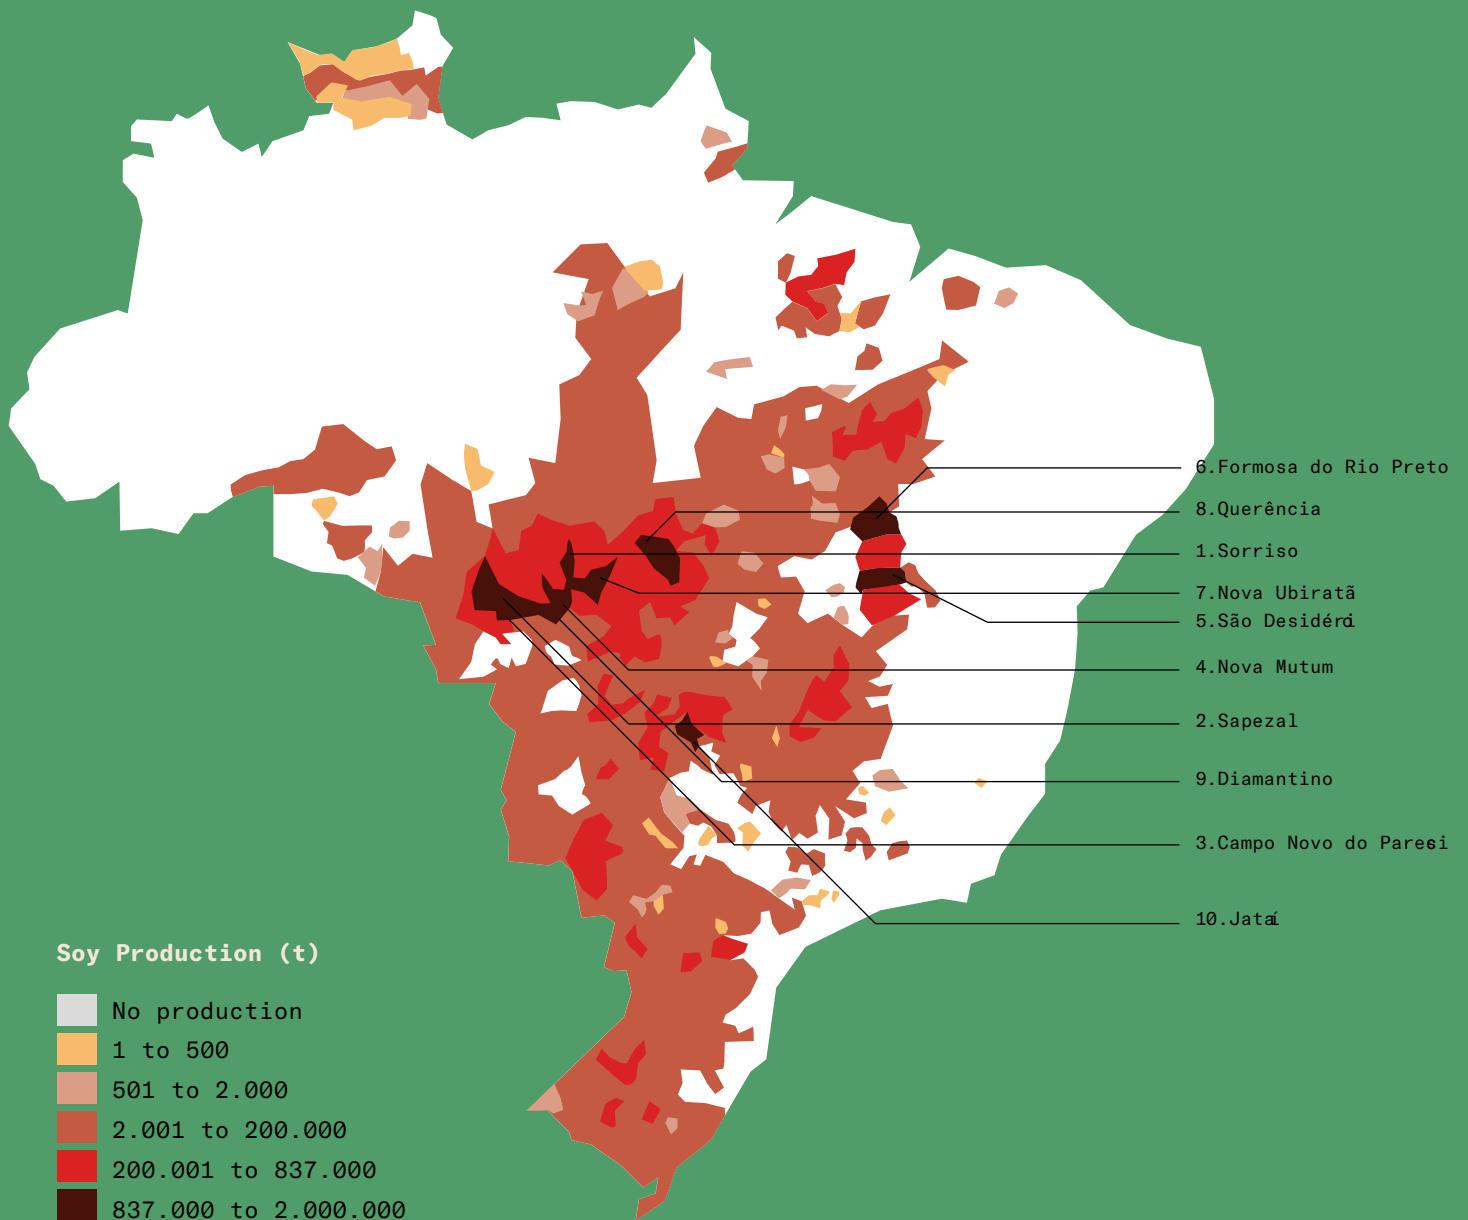 6.Formosa do Rio Preto
8.Querência
1.Sorriso
7.Nova Ubiratã
5.São Desidéri
4.Nova Mutum
2.Sapezal
9.Diamantino
3.Campo Novo do Paresi
10.Jataí
Soy Production (t)
No production
1 to 500
501 to 2.000
2.001 to 200.000
200.001 to 837.000
837.000 to 2.000.000